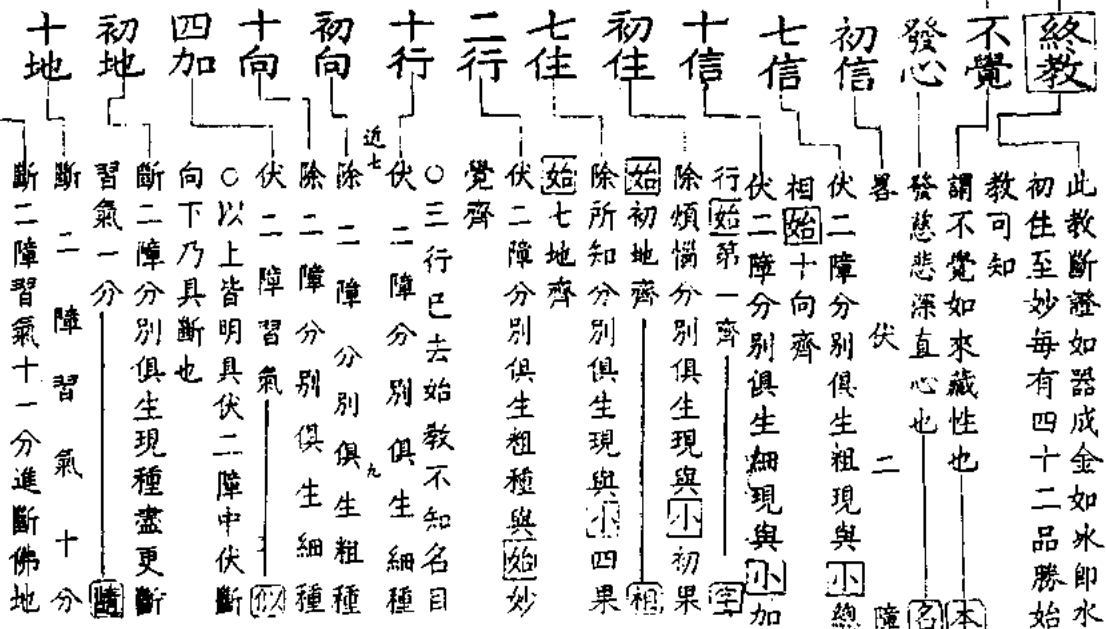 終教
不覺
發心
初信
七信
十信
初住
七住
二行
十行
初向
十向
四加
初地
十地
此教斷證如器成金如氷即水
初住至妙每有四十二品勝始
教可知
謂不覺如來藏性也 本
發慈悲深直心也 名
畧伏二障
伏二障分別俱生粗現與小總
相始十向齊
伏二障分別俱生細現與小加
行始第一齊 字
除煩惱分別俱生現與小初果
始初地齊 相
除所知分別俱生現與小四果
始七地齊
伏二障分別俱生粗種與始妙
覺齊
○三行已去始教不知名目
伏二障分別俱生細種
近七
除二障分別俱生粗種
九
除二障分別俱生細種
伏二障習氣 似
○以上皆明具伏二障中伏斷
向下乃具斷也
斷二障分別俱生現種盡更斷
習氣一分
斷二障習氣十分
斷二障習氣十一分進斷佛地